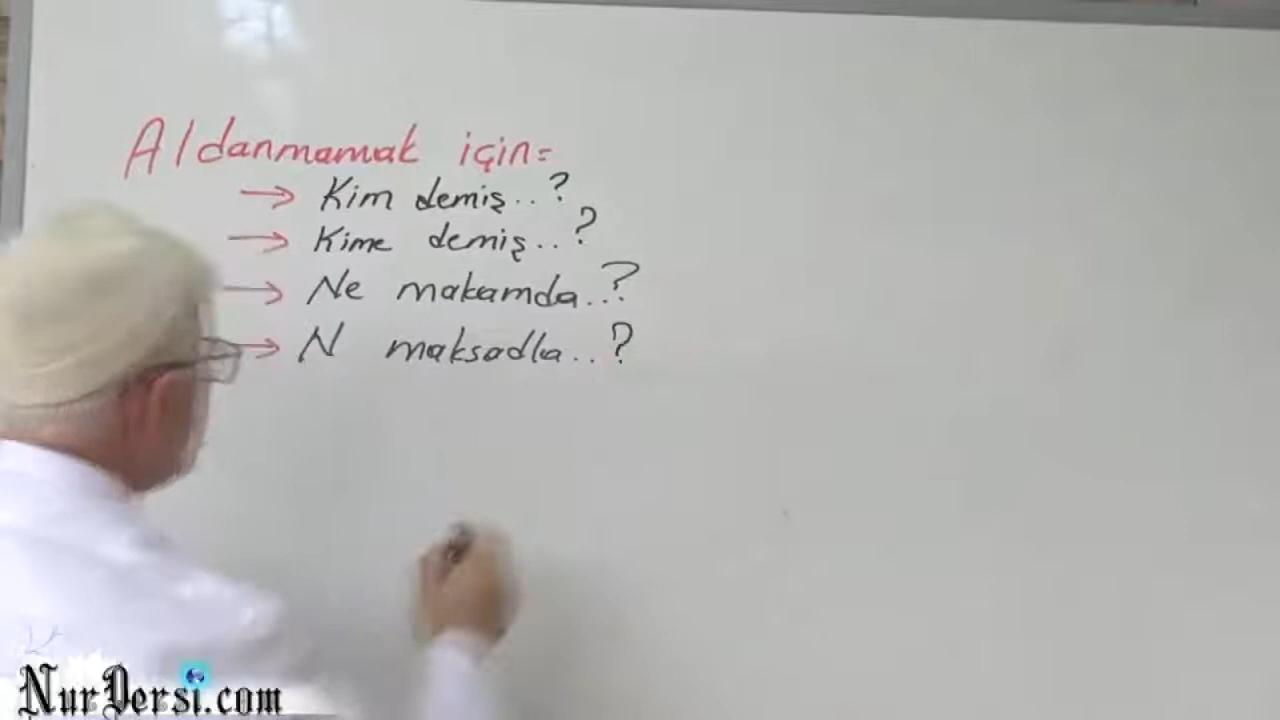 Aldanmamak için=
→ Kim demiş..?
→ Kime demiş..?
→ Ne makamda..?
→ N maksadla..?
NurDersi.com